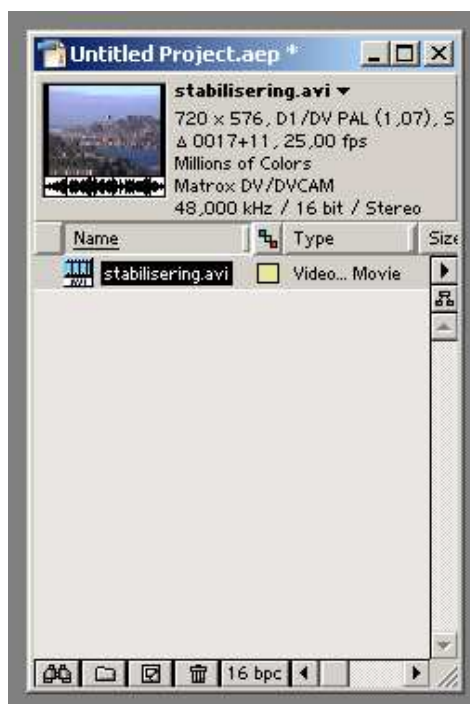 Untitled Project.aep *
stabilisering.avi
720 x 576, D1/DV PAL (1,07), S
Δ 0017+11, 25,00 fps
Millions of Colors
Matrox DV/DVCAM
48,000 kHz / 16 bit / Stereo
Name Type Size
stabilisering.avi Video... Movie
16 bpc